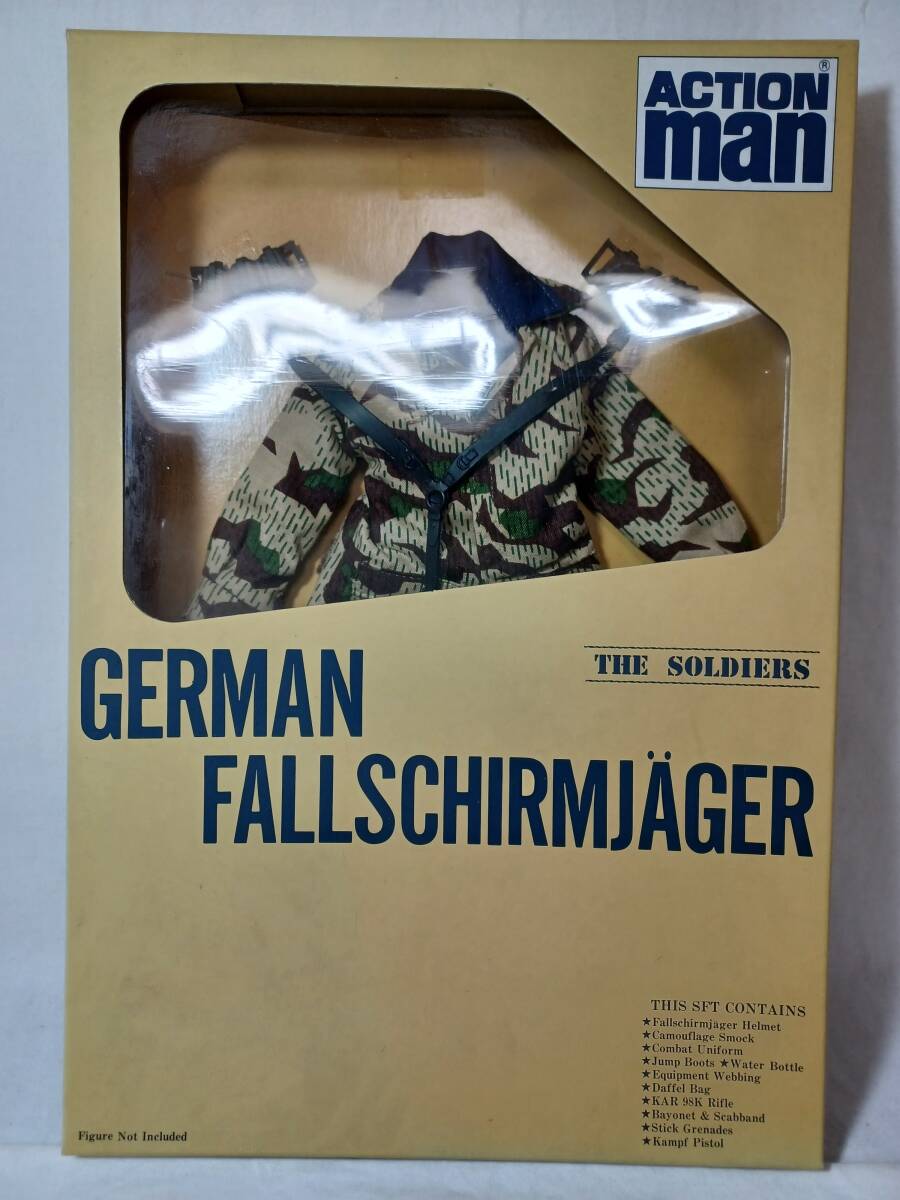 ACTION®
man
THE SOLDIERS
GERMAN
FALLSCHIRMJÄGER
THIS SFT CONTAINS
★Fallschirmjäger Helmet
★Camouflage Smock
★Combat Uniform
★Jump Boots ★Water Bottle
★Equipment Webbing
★Daffel Bag
★KAR 98K Rifle
★Bayonet & Scabband
★Stick Grenades
★Kampf Pistol
Figure Not Included